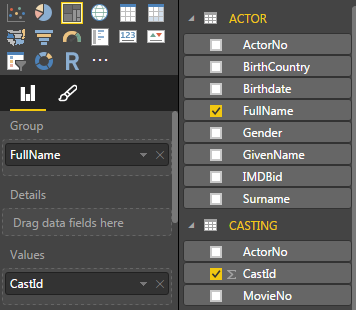 123
R
Group
FullName
Details
Drag data fields here
Values
CastId
ACTOR
ActorNo
BirthCountry
Birthdate
FullName
Gender
GivenName
IMDBid
Surname
CASTING
ActorNo
Σ CastId
MovieNo